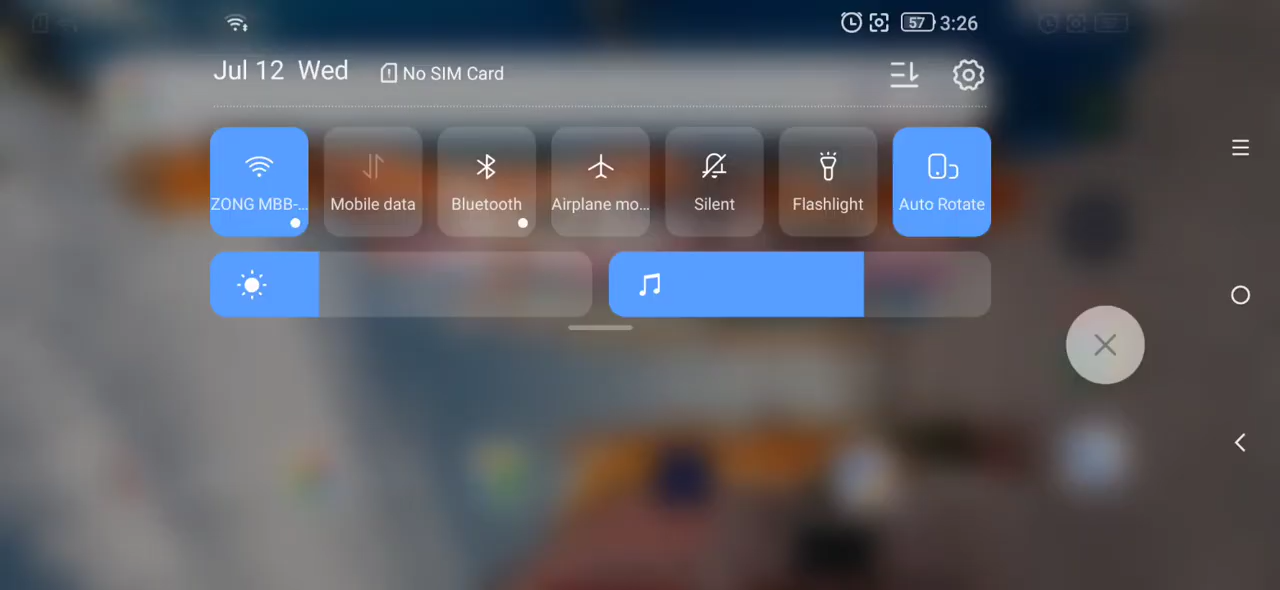 57 3:26
Jul 12 Wed No SIM Card
ZONG MBB-... Mobile data Bluetooth Airplane mo... Silent Flashlight Auto Rotate